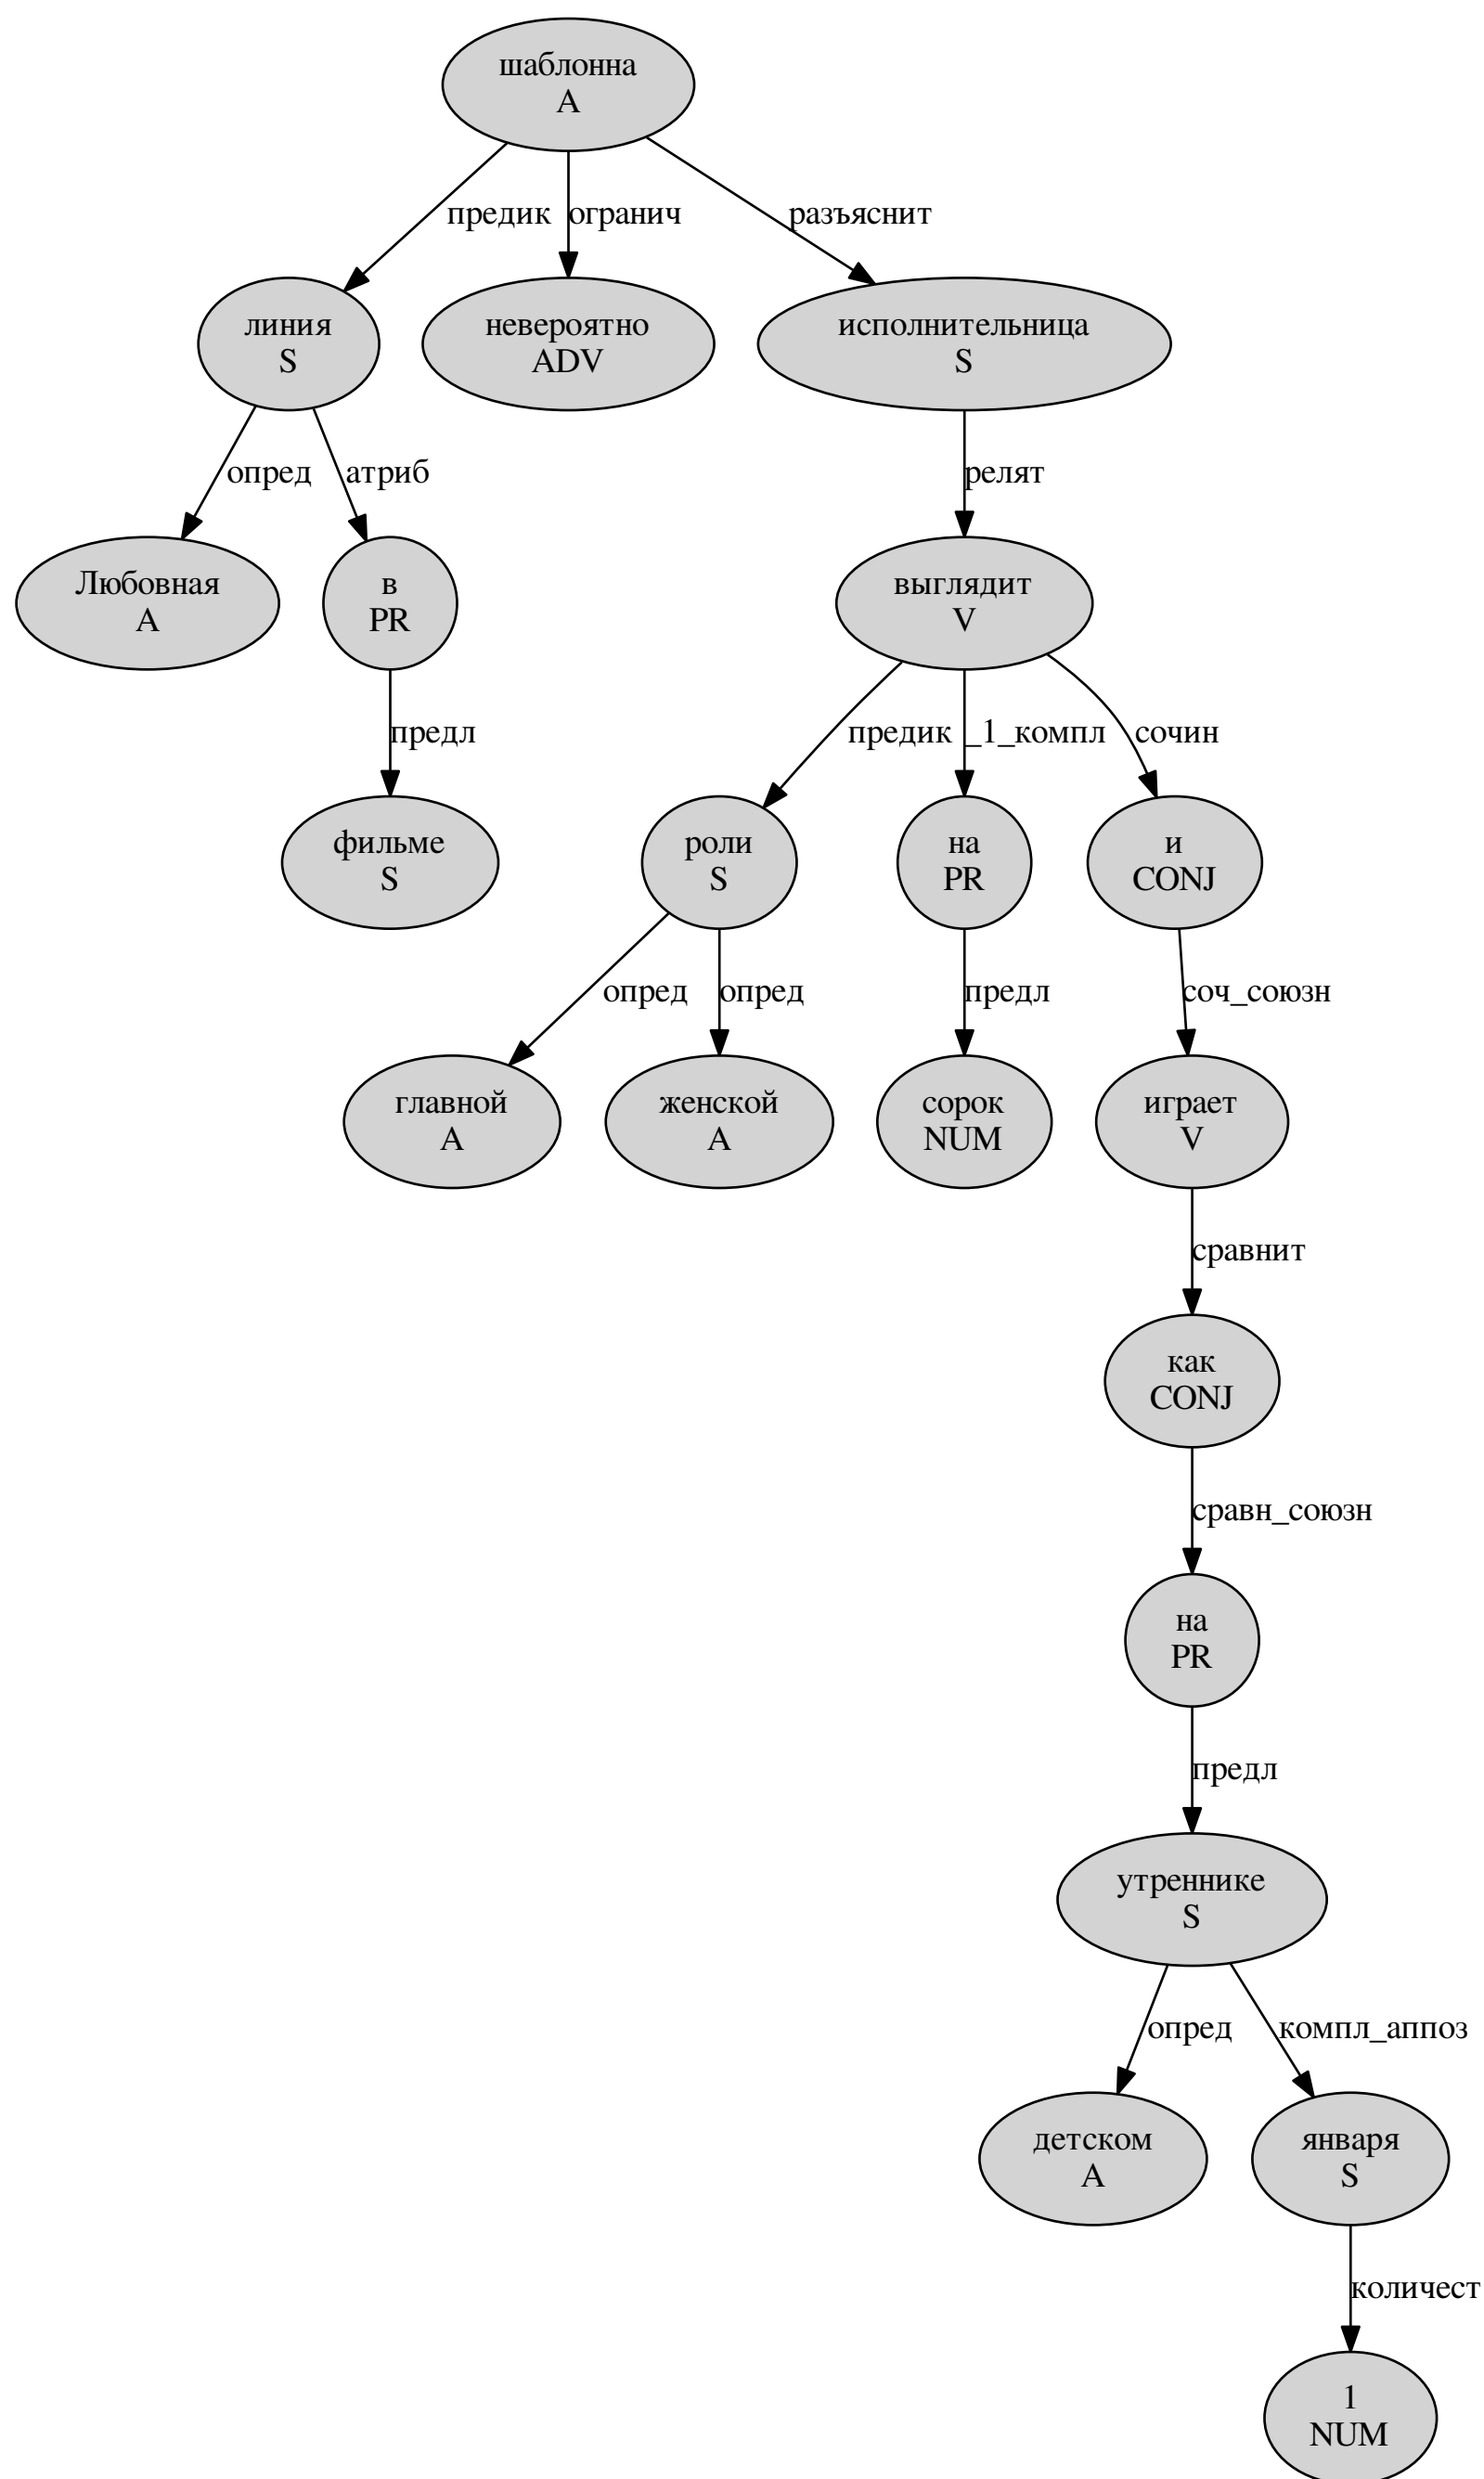 шаблонна
A
предик
огранич
разъяснит
линия
S
невероятно
ADV
исполнительница
S
опред
атриб
релят
Любовная
A
в
PR
выглядит
V
предл
предик
_1_компл
сочин
фильме
S
роли
S
на
PR
и
CONJ
опред
опред
предл
соч_союзн
главной
A
женской
A
сорок
NUM
играет
V
сравнит
как
CONJ
сравн_союзн
на
PR
предл
утреннике
S
опред
компл_аппоз
детском
A
января
S
количест
1
NUM